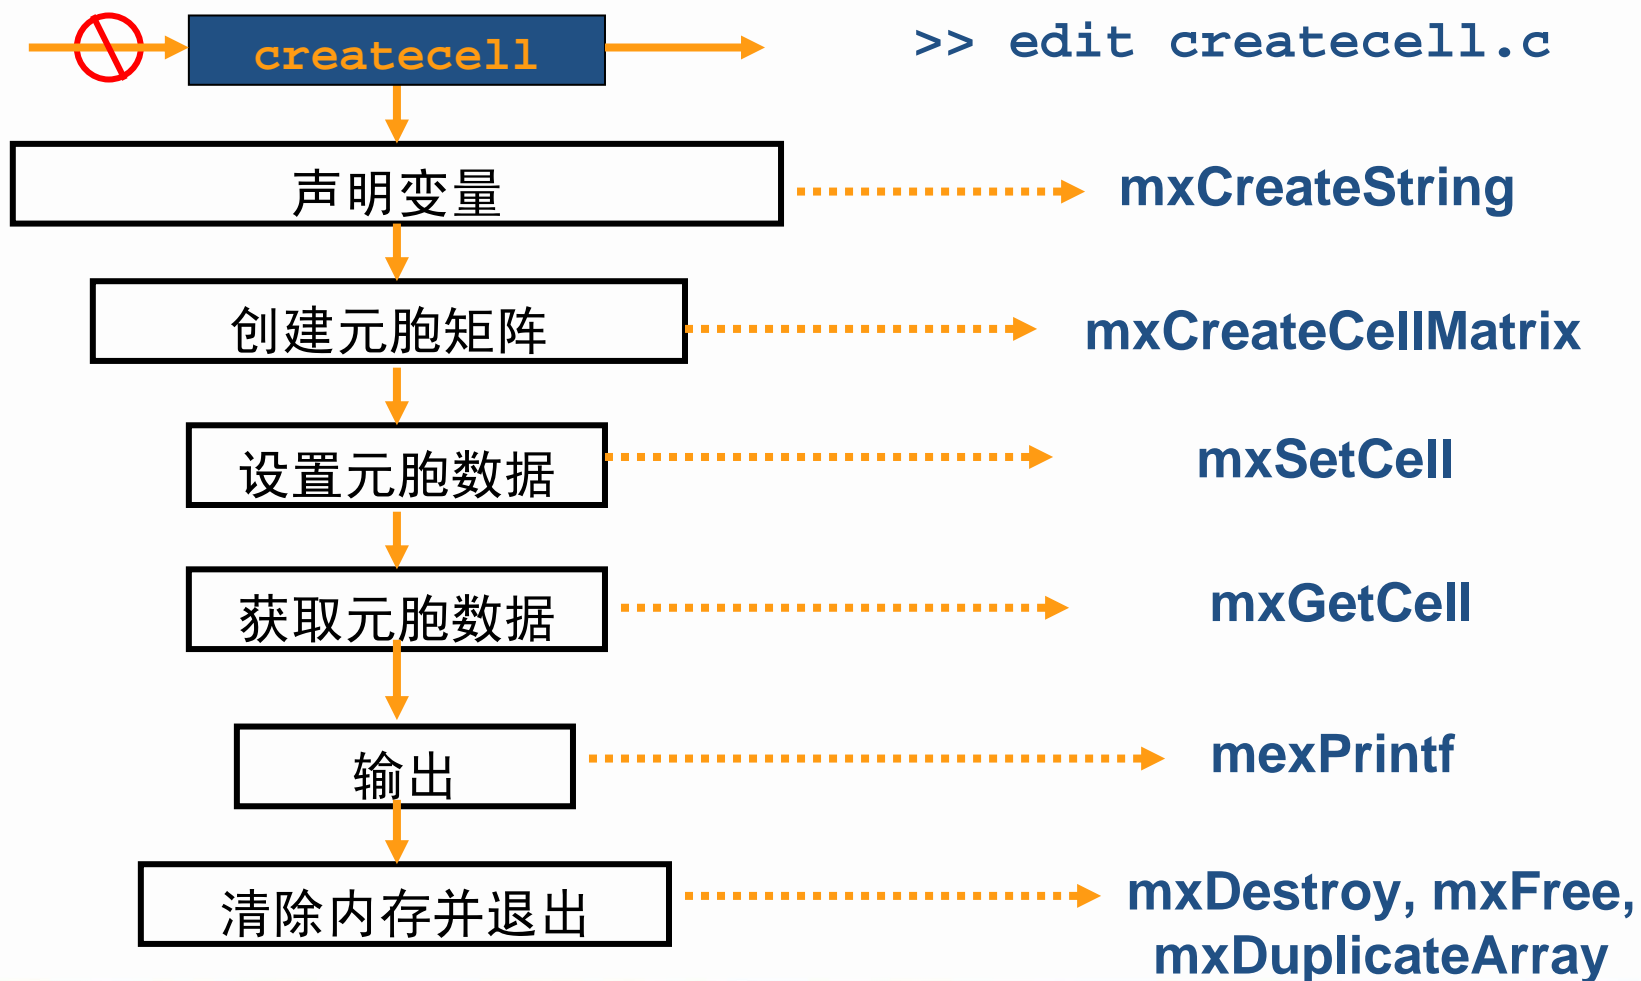 createcell
>> edit createcell.c
声明变量
mxCreateString
创建元胞矩阵
mxCreateCellMatrix
设置元胞数据
mxSetCell
获取元胞数据
mxGetCell
输出
mexPrintf
清除内存并退出
mxDestroy, mxFree,
mxDuplicateArray